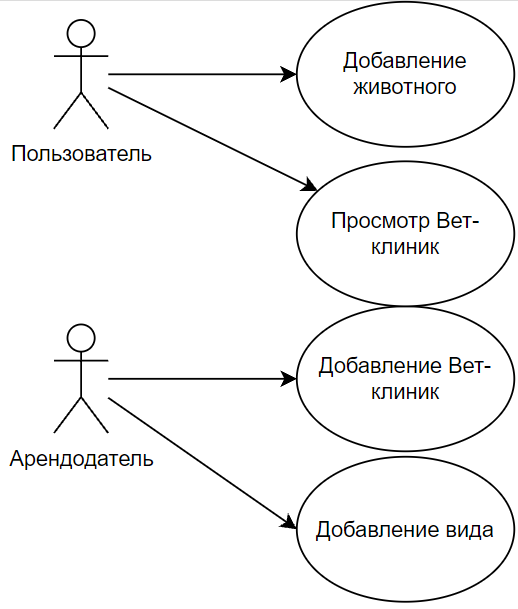 Добавление
животного
Пользователь
Просмотр Вет-
клиник
Добавление Вет-
клиник
Арендодатель
Добавление вида